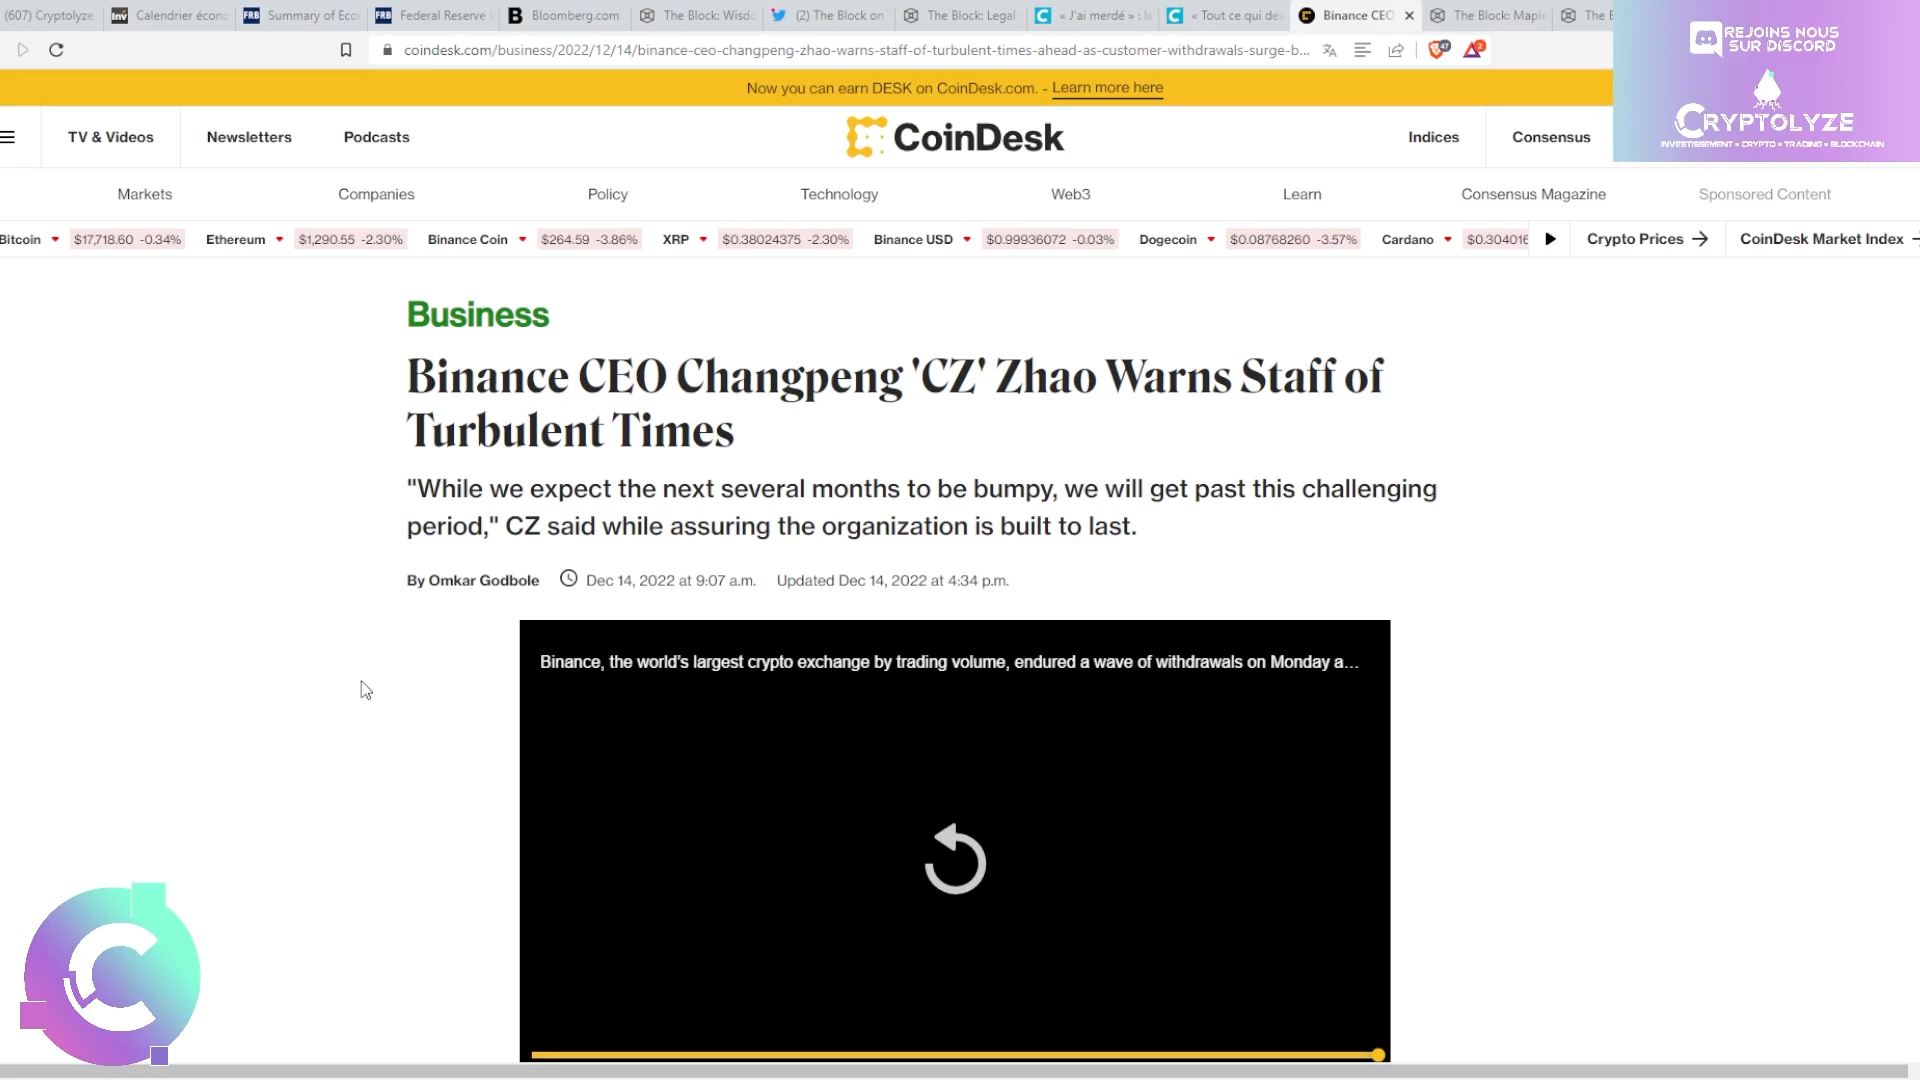 (607) Cryptolyze
Calendrier écono
Summary of Econ
Federal Reserve
Bloomberg.com
The Block: Wisdo
(2) The Block on
The Block: Legal
« J'ai merdé » : le
« Tout ce qui dev
Binance CEO
The Block: Maple
The B
coindesk.com/business/2022/12/14/binance-ceo-changpeng-zhao-warns-staff-of-turbulent-times-ahead-as-customer-withdrawals-surge-b...
47
2
REJOINS NOUS
SUR DISCORD
CRYPTOLYZE
INVESTISSEMENT • CRYPTO • TRADING • BLOCKCHAIN
Now you can earn DESK on CoinDesk.com. - Learn more here
TV & Videos
Newsletters
Podcasts
CoinDesk
Indices
Consensus
Markets
Companies
Policy
Technology
Web3
Learn
Consensus Magazine
Sponsored Content
Bitcoin $17,718.60 -0.34%
Ethereum $1,290.55 -2.30%
Binance Coin $264.59 -3.86%
XRP $0.38024375 -2.30%
Binance USD $0.99936072 -0.03%
Dogecoin $0.08768260 -3.57%
Cardano $0.304016
Crypto Prices
CoinDesk Market Index
Business
Binance CEO Changpeng 'CZ' Zhao Warns Staff of
Turbulent Times
"While we expect the next several months to be bumpy, we will get past this challenging
period," CZ said while assuring the organization is built to last.
By Omkar Godbole Dec 14, 2022 at 9:07 a.m. Updated Dec 14, 2022 at 4:34 p.m.
Binance, the world's largest crypto exchange by trading volume, endured a wave of withdrawals on Monday a...